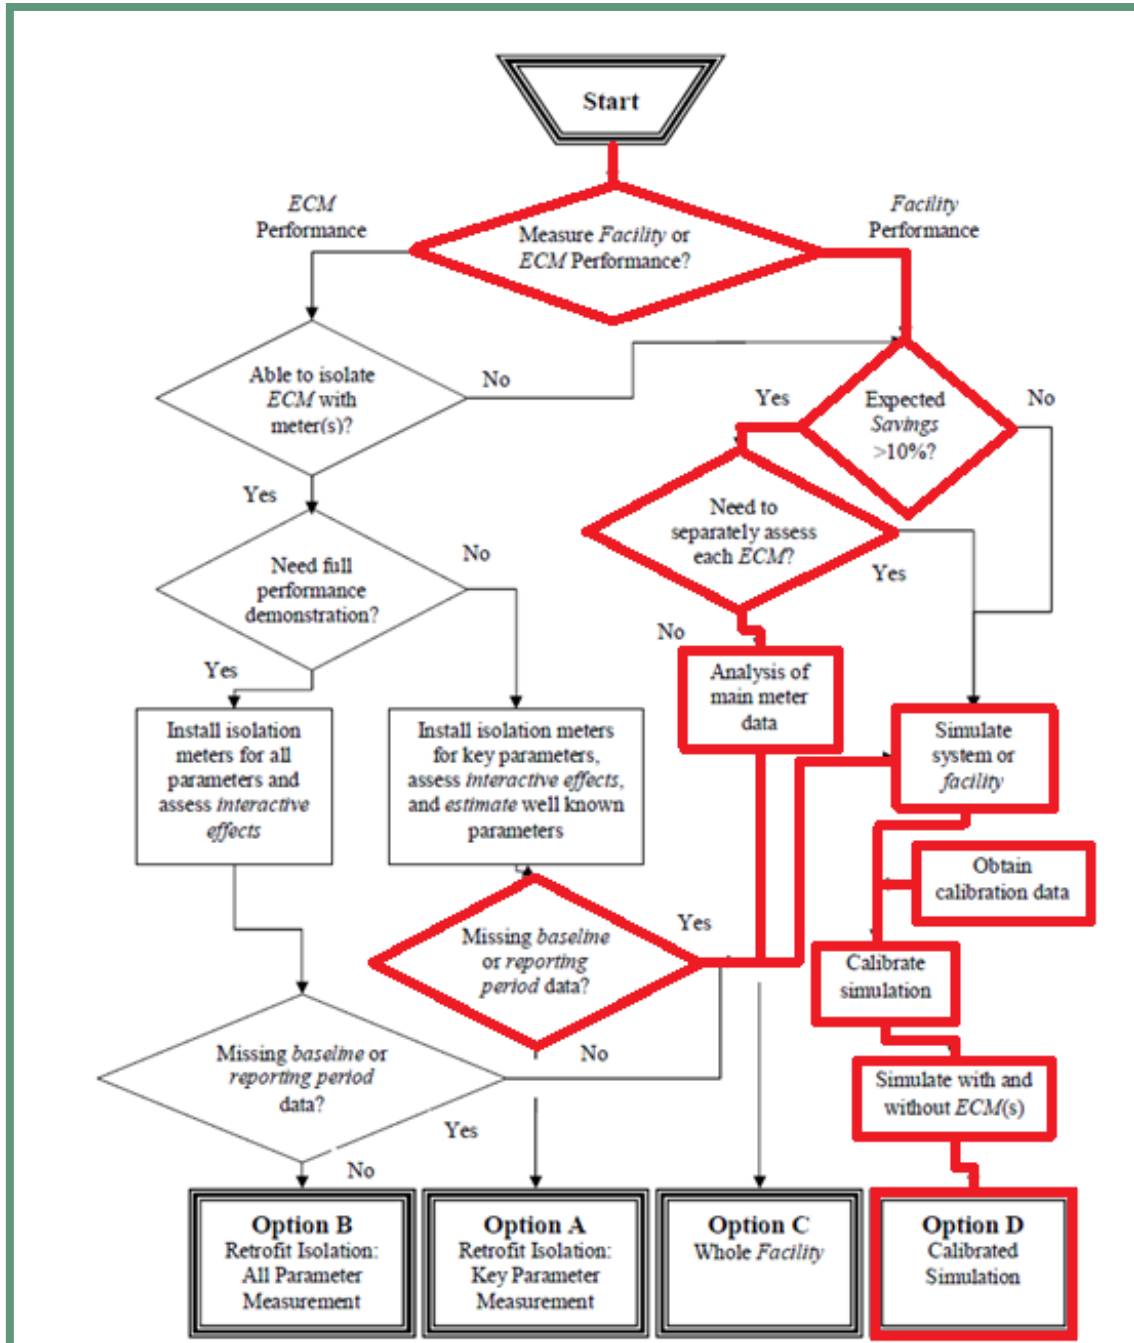 Start
ECM
Performance
Measure Facility or
ECM Performance?
Facility
Performance
Able to isolate
ECM with
meter(s)?
No
Yes
Expected
Savings
>10%?
No
Yes
Need to
separately assess
each ECM?
Yes
Need full
performance
demonstration?
No
Yes
No
Analysis of
main meter
data
Install isolation
meters for all
parameters and
assess interactive
effects
Install isolation meters
for key parameters,
assess interactive effects,
and estimate well known
parameters
Simulate
system or
facility
Obtain
calibration data
Missing baseline
or reporting
period data?
Yes
Calibrate
simulation
No
Missing baseline or
reporting period
data?
Simulate with and
without ECM(s)
Yes
No
Option B
Retrofit Isolation:
All Parameter
Measurement
Option A
Retrofit Isolation:
Key Parameter
Measurement
Option C
Whole Facility
Option D
Calibrated
Simulation